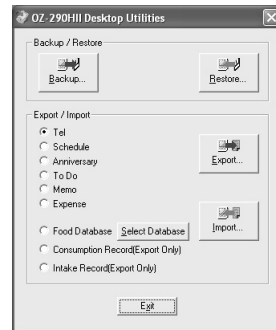 OZ-290HII Desktop Utilities
Backup / Restore
Backup... Restore...
Export / Import
Tel
Schedule
Anniversary
Export...
To Do
Memo
Expense
Food Database Select Database Import...
Consumption Record(Export Only)
Intake Record(Export Only)
Exit